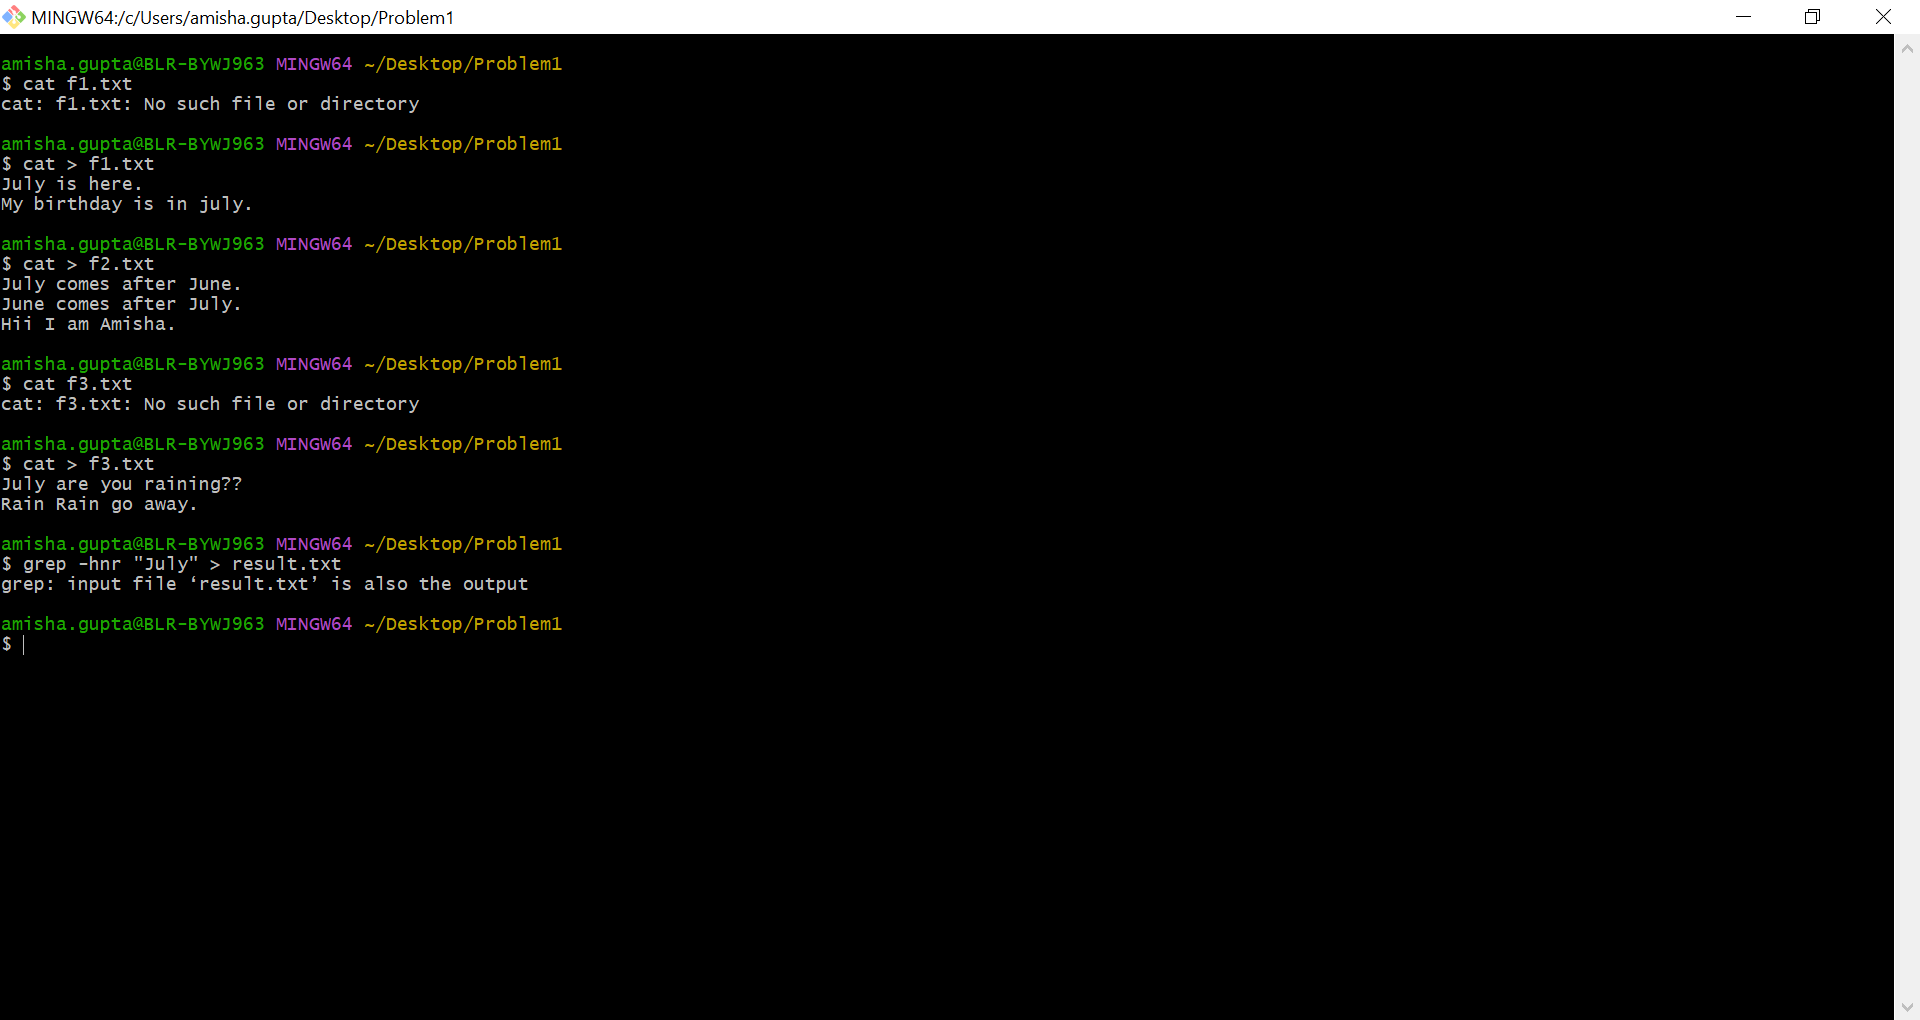 MINGW64:/c/Users/amisha.gupta/Desktop/Problem1
amisha.gupta@BLR-BYWJ963 MINGW64 ~/Desktop/Problem1
$ cat f1.txt
cat: f1.txt: No such file or directory
amisha.gupta@BLR-BYWJ963 MINGW64 ~/Desktop/Problem1
$ cat > f1.txt
July is here.
My birthday is in july.
amisha.gupta@BLR-BYWJ963 MINGW64 ~/Desktop/Problem1
$ cat > f2.txt
July comes after June.
June comes after July.
Hii I am Amisha.
amisha.gupta@BLR-BYWJ963 MINGW64 ~/Desktop/Problem1
$ cat f3.txt
cat: f3.txt: No such file or directory
amisha.gupta@BLR-BYWJ963 MINGW64 ~/Desktop/Problem1
$ cat > f3.txt
July are you raining??
Rain Rain go away.
amisha.gupta@BLR-BYWJ963 MINGW64 ~/Desktop/Problem1
$ grep -hnr "July" > result.txt
grep: input file ‘result.txt’ is also the output
amisha.gupta@BLR-BYWJ963 MINGW64 ~/Desktop/Problem1
$